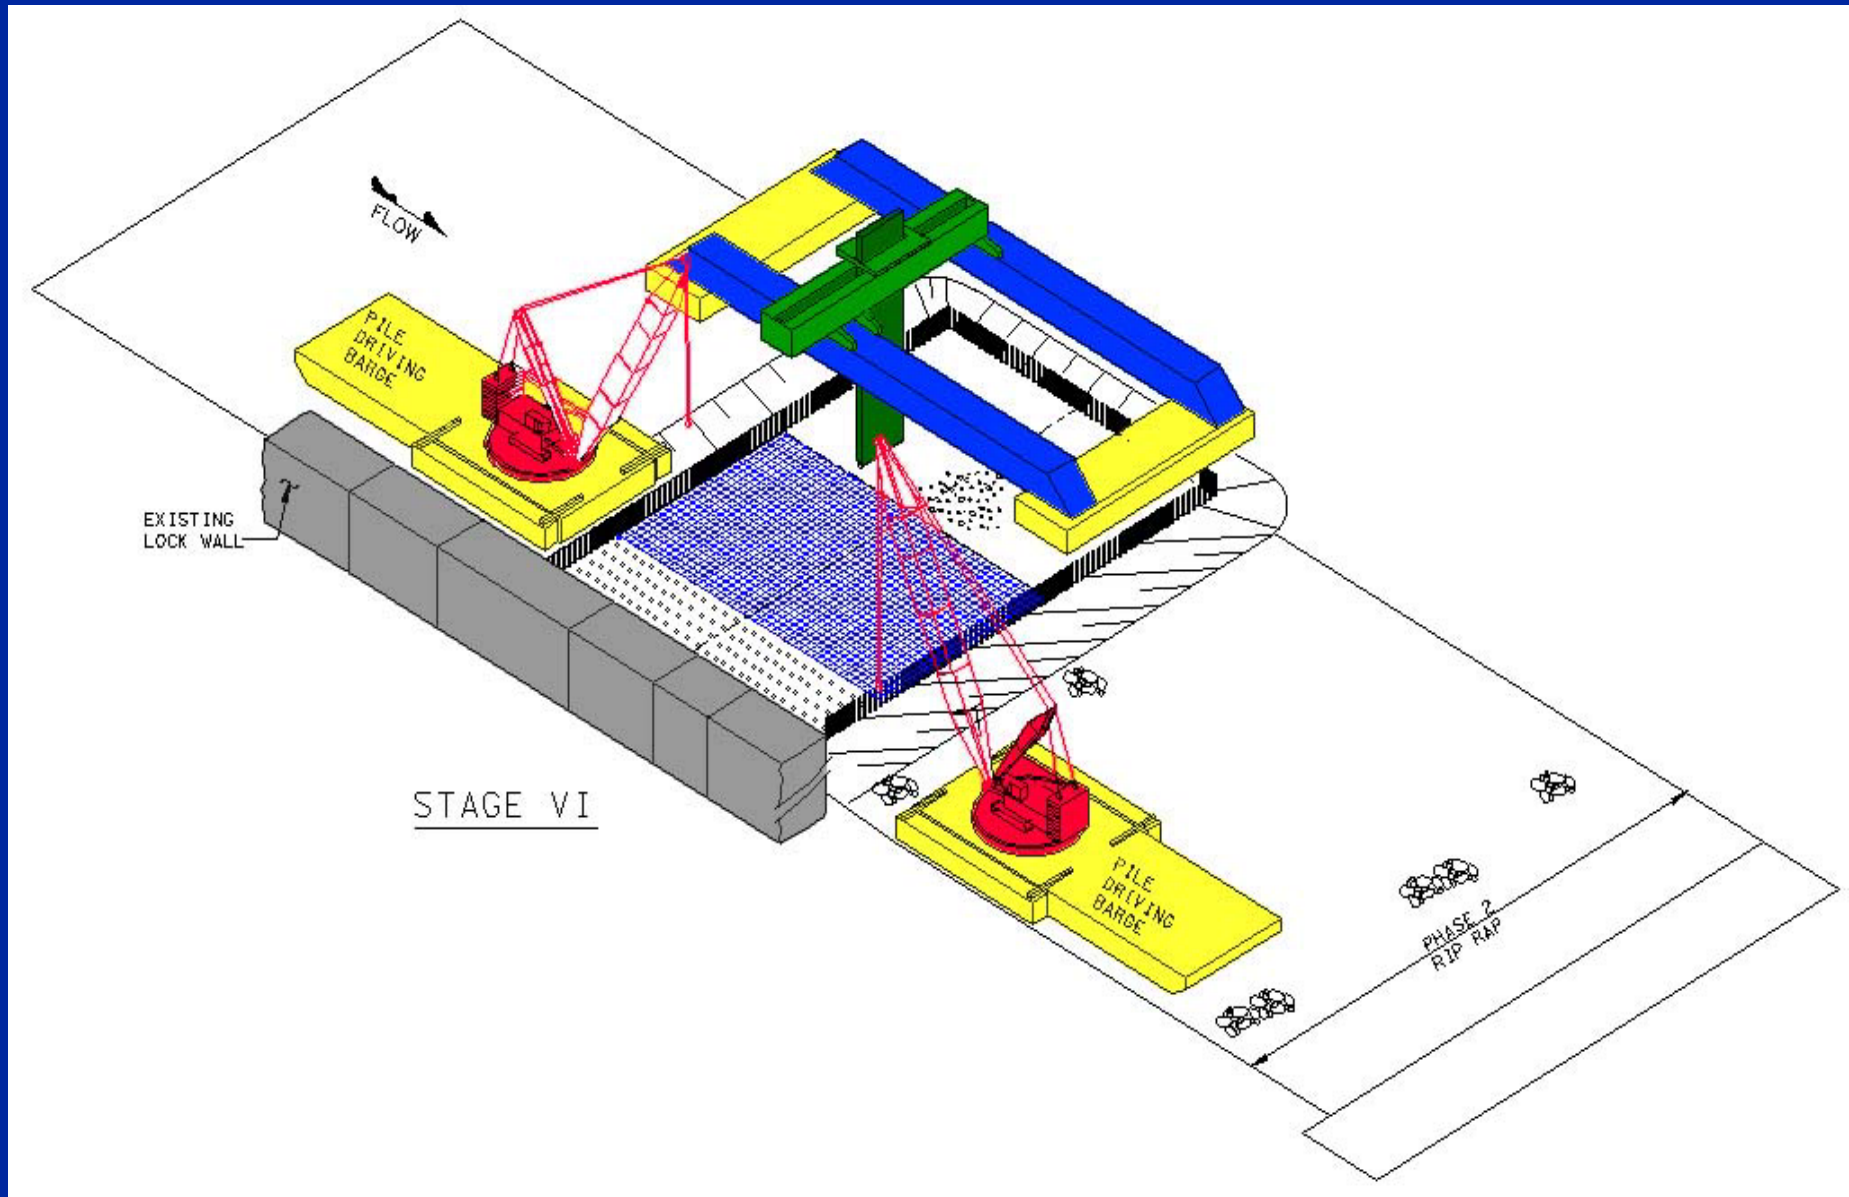 FLOW
PILE
DRIVING
BARGE
EXISTING
LOCK WALL
STAGE VI
PILE
DRIVING
BARGE
PHASE 2
RIP RAP